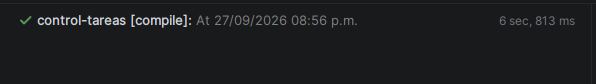 control-tareas [compile]: At 27/09/2026 08:56 p.m. 6 sec, 813 ms